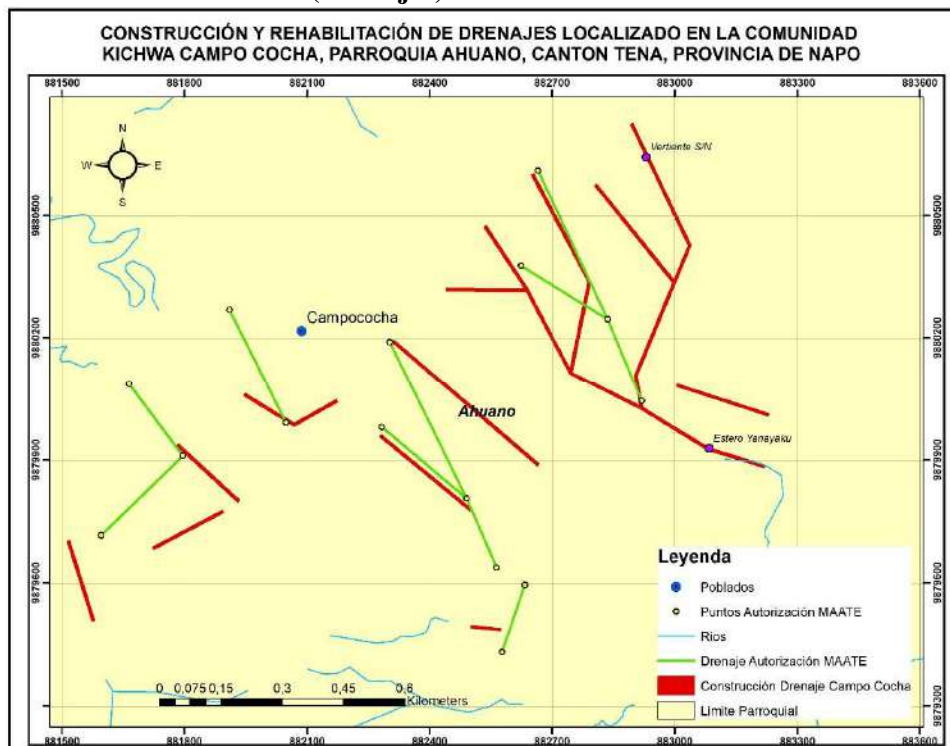 CONSTRUCCIÓN Y REHABILITACIÓN DE DRENAJES LOCALIZADO EN LA COMUNIDAD
KICHWA CAMPO COCHA, PARROQUIA AHUANO, CANTON TENA, PROVINCIA DE NAPO
881500 881800 882100 882400 882700 883000 883300 883600
N
W E
S
Vertiente S/N
9880500 9880500
Campococha
9880200 9880200
Ahuano
Estero Yanayaku
9879900 9879900
Leyenda
Poblados
Puntos Autorización MAATE
Rios
Drenaje Autorización MAATE
Construcción Drenaje Campo Cocha
Limite Parroquial
9879600 9879600
0 0,075 0,15 0,3 0,45 0,6
Kilometers
9879300 9879300
881500 881800 882100 882400 882700 883000 883300 883600